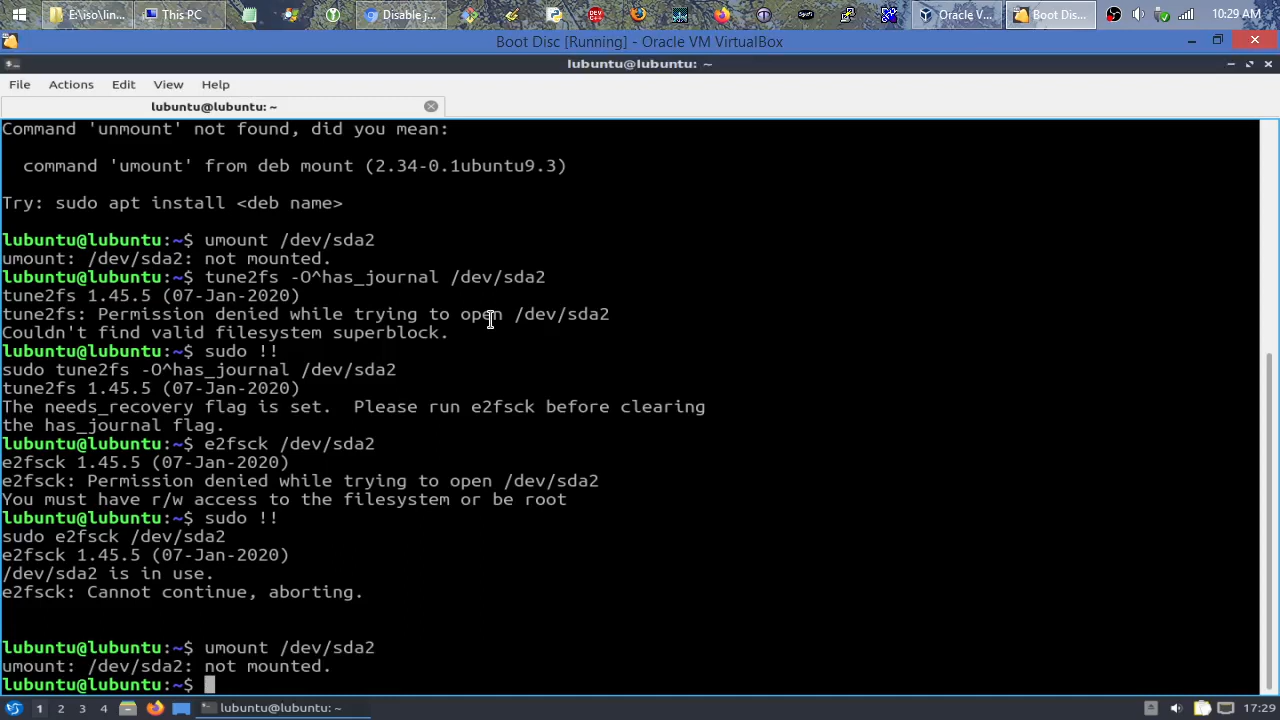 E:\iso\lin...
This PC
Disable j...
Oracle V...
Boot Dis...
10:29 AM
Boot Disc [Running] - Oracle VM VirtualBox
lubuntu@lubuntu: ~
File Actions Edit View Help
lubuntu@lubuntu: ~
Command 'unmount' not found, did you mean:
command 'umount' from deb mount (2.34-0.1ubuntu9.3)
Try: sudo apt install <deb name>
lubuntu@lubuntu:~$ umount /dev/sda2
umount: /dev/sda2: not mounted.
lubuntu@lubuntu:~$ tune2fs -O^has_journal /dev/sda2
tune2fs 1.45.5 (07-Jan-2020)
tune2fs: Permission denied while trying to open /dev/sda2
Couldn't find valid filesystem superblock.
lubuntu@lubuntu:~$ sudo !!
sudo tune2fs -O^has_journal /dev/sda2
tune2fs 1.45.5 (07-Jan-2020)
The needs_recovery flag is set.  Please run e2fsck before clearing
the has_journal flag.
lubuntu@lubuntu:~$ e2fsck /dev/sda2
e2fsck 1.45.5 (07-Jan-2020)
e2fsck: Permission denied while trying to open /dev/sda2
You must have r/w access to the filesystem or be root
lubuntu@lubuntu:~$ sudo !!
sudo e2fsck /dev/sda2
e2fsck 1.45.5 (07-Jan-2020)
/dev/sda2 is in use.
e2fsck: Cannot continue, aborting.
lubuntu@lubuntu:~$ umount /dev/sda2
umount: /dev/sda2: not mounted.
lubuntu@lubuntu:~$
1 2 3 4 lubuntu@lubuntu: ~ 17:29